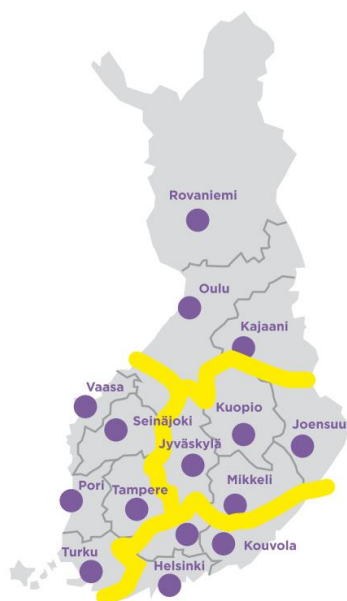 Rovaniemi
Oulu
Kajaani
Vaasa
Seinäjoki
Kuopio
Joensuu
Jyväskylä
Pori
Tampere
Mikkeli
Turku
Kouvola
Helsinki